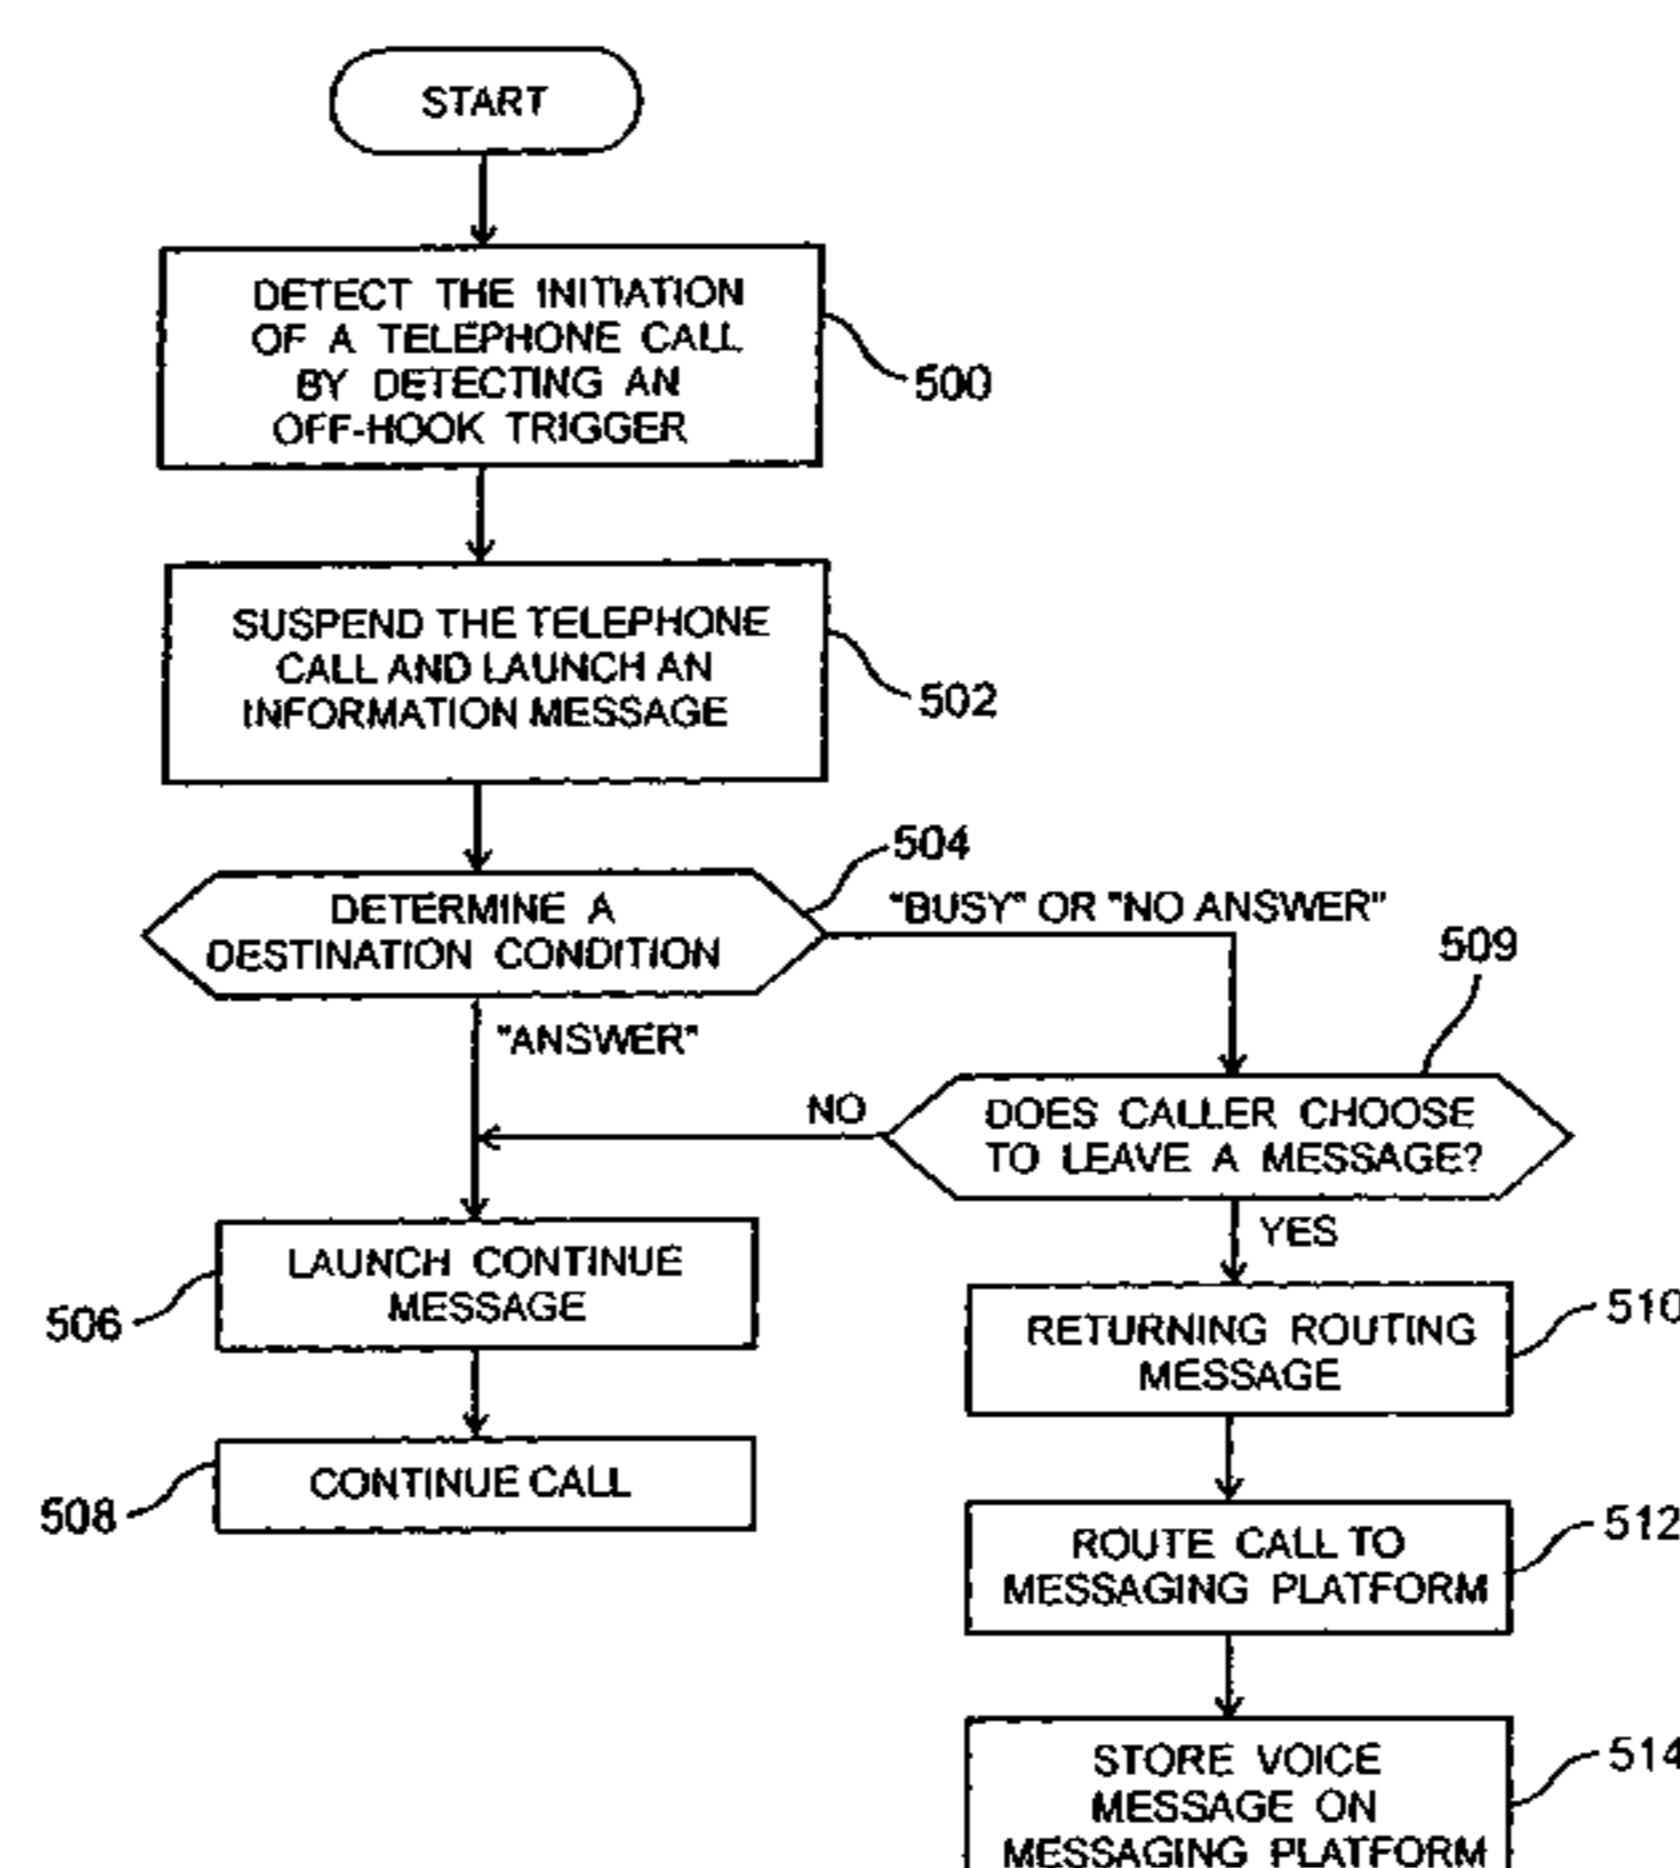 START
DETECT THE INITIATION
OF A TELEPHONE CALL
BY DETECTING AN
OFF-HOOK TRIGGER
500
SUSPEND THE TELEPHONE
CALL AND LAUNCH AN
INFORMATION MESSAGE
502
504
DETERMINE A
DESTINATION CONDITION
"BUSY" OR "NO ANSWER"
509
"ANSWER"
NO
DOES CALLER CHOOSE
TO LEAVE A MESSAGE?
YES
LAUNCH CONTINUE
MESSAGE
506
RETURNING ROUTING
MESSAGE
510
CONTINUE CALL
508
ROUTE CALL TO
MESSAGING PLATFORM
512
STORE VOICE
MESSAGE ON
MESSAGING PLATFORM
514